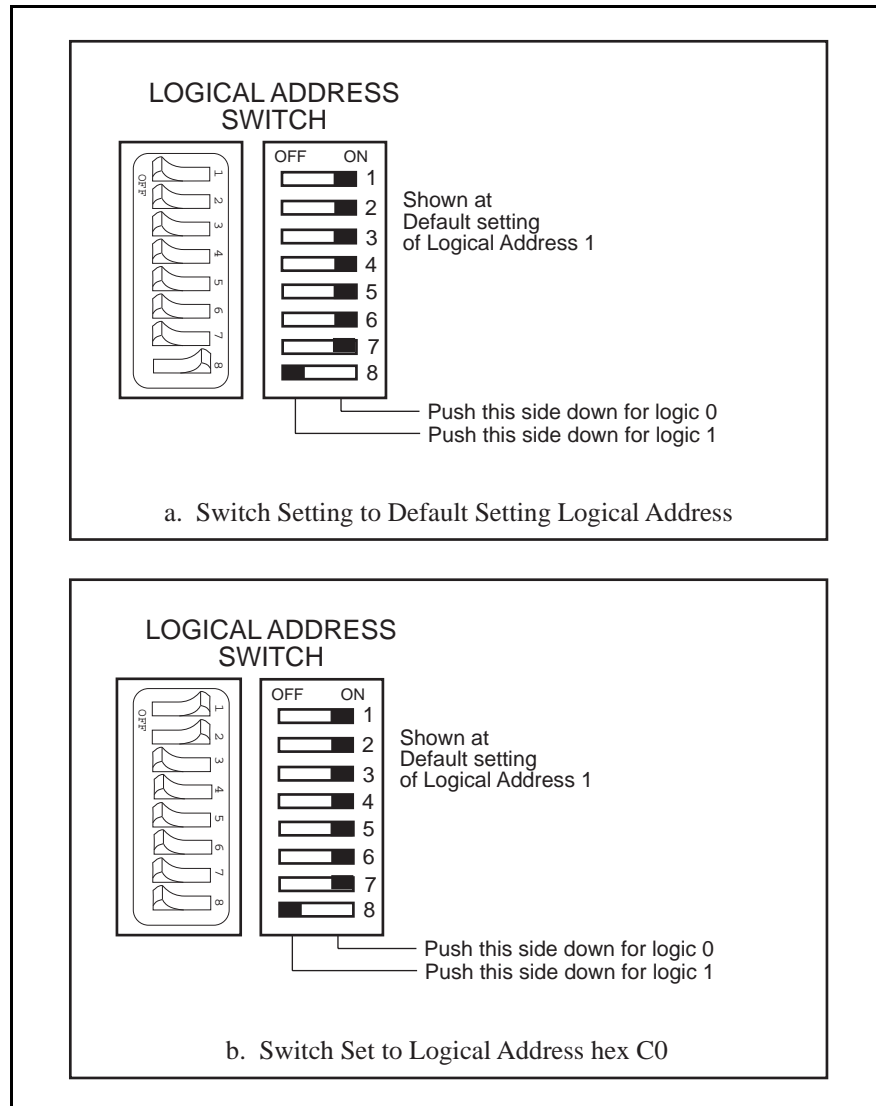 LOGICAL ADDRESS
SWITCH
OFF
1
2
3
4
5
6
7
8
OFF ON
1
2
3
4
5
6
7
8
Shown at
Default setting
of Logical Address 1
Push this side down for logic 0
Push this side down for logic 1
a. Switch Setting to Default Setting Logical Address
LOGICAL ADDRESS
SWITCH
OFF
1
2
3
4
5
6
7
8
OFF ON
1
2
3
4
5
6
7
8
Shown at
Default setting
of Logical Address 1
Push this side down for logic 0
Push this side down for logic 1
b. Switch Set to Logical Address hex C0